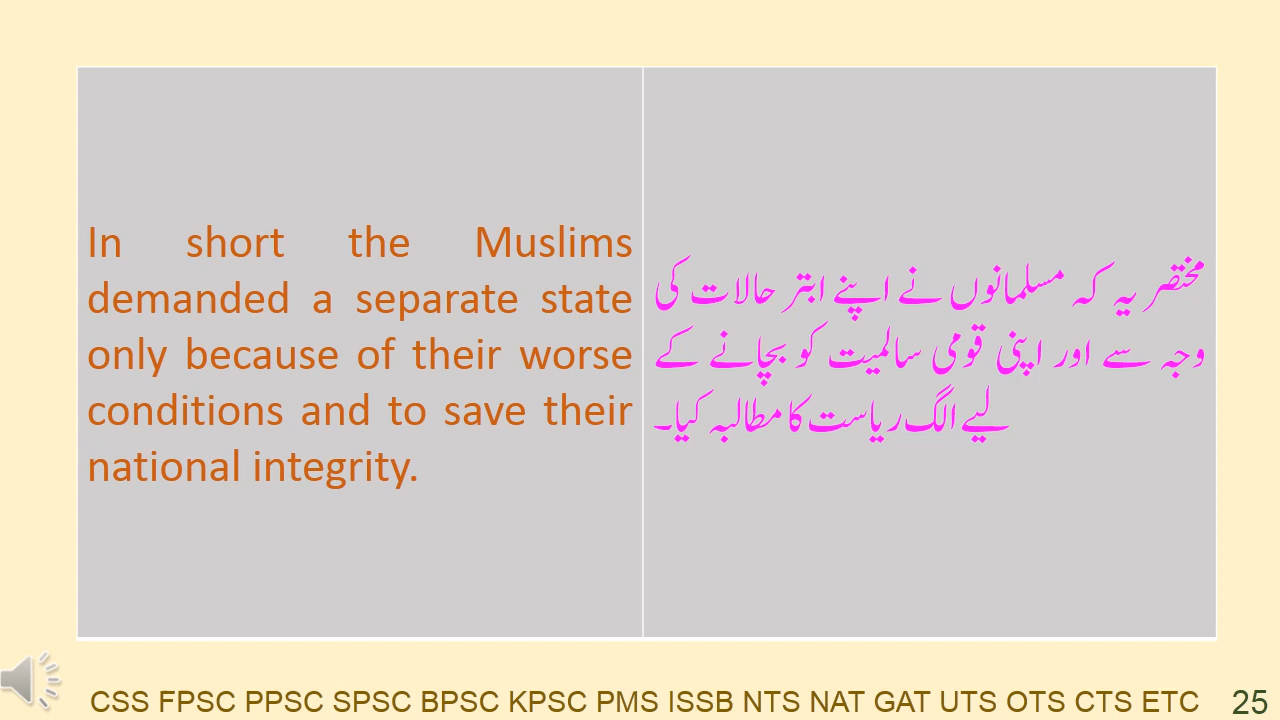 In short the Muslims
demanded a separate state
only because of their worse
conditions and to save their
national integrity.
مختصر یہ کہ مسلمانوں نے اپنے ابتر حالات کی
وجہ سے اور اپنی قومی سالمیت کو بچانے کے
لیے الگ ریاست کا مطالبہ کیا۔
CSS FPSC PPSC SPSC BPSC KPSC PMS ISSB NTS NAT GAT UTS OTS CTS ETC
25